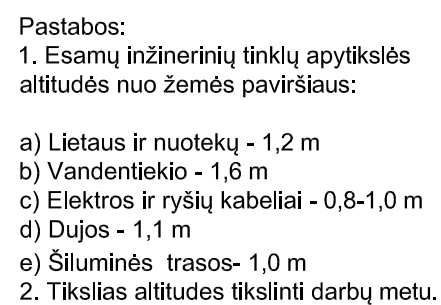 Pastabos:
1. Esamų inžinerinių tinklų apytikslės
altitudės nuo žemės paviršiaus:
a) Lietaus ir nuotekų - 1,2 m
b) Vandentiekio - 1,6 m
c) Elektros ir ryšių kabeliai - 0,8-1,0 m
d) Dujos - 1,1 m
e) Šiluminės  trasos- 1,0 m
2. Tikslias altitudes tikslinti darbų metu.